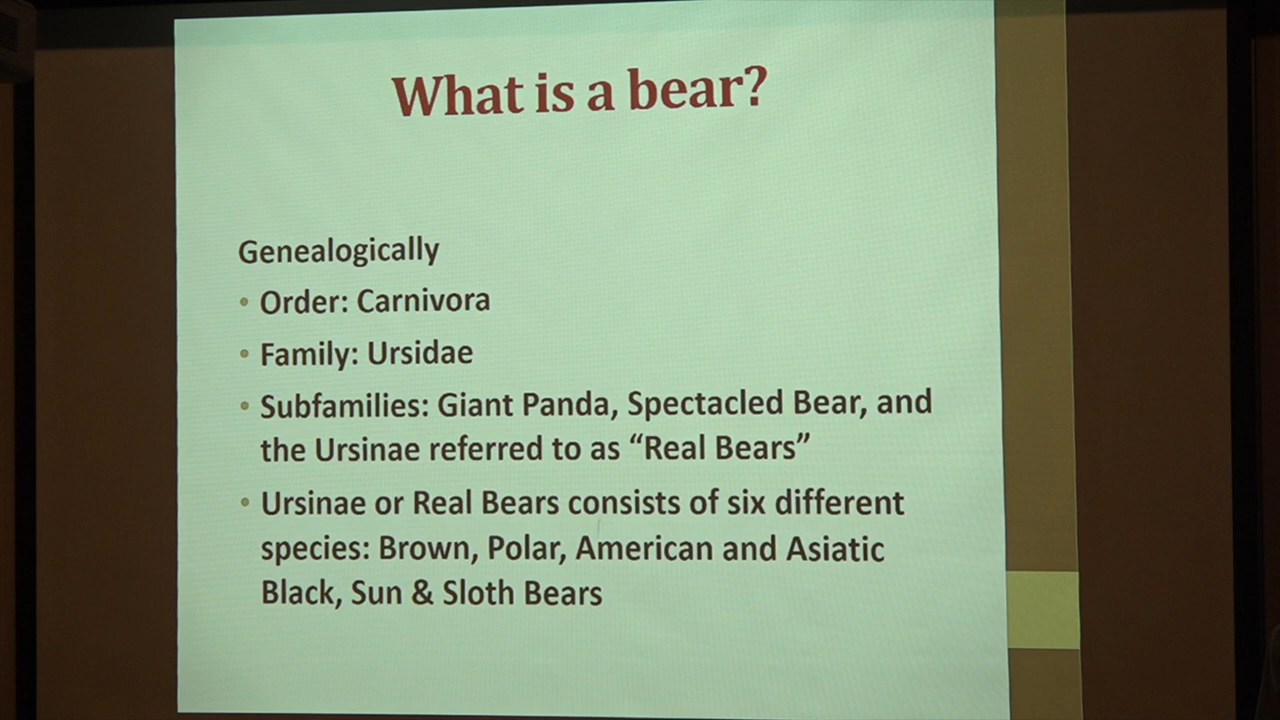 What is a bear?
Genealogically
• Order: Carnivora
• Family: Ursidae
• Subfamilies: Giant Panda, Spectacled Bear, and
the Ursinae referred to as “Real Bears”
• Ursinae or Real Bears consists of six different
species: Brown, Polar, American and Asiatic
Black, Sun & Sloth Bears